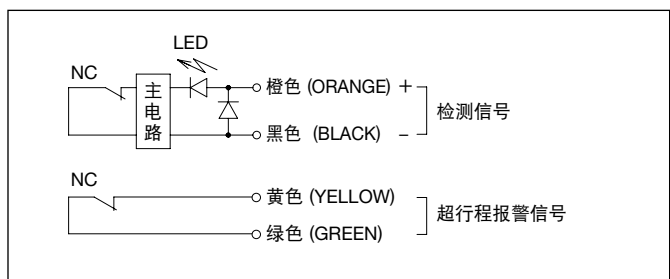 LED
NC
主电路
橙色 (ORANGE) +
检测信号
黑色 (BLACK) -
NC
黄色 (YELLOW)
超行程报警信号
绿色 (GREEN)